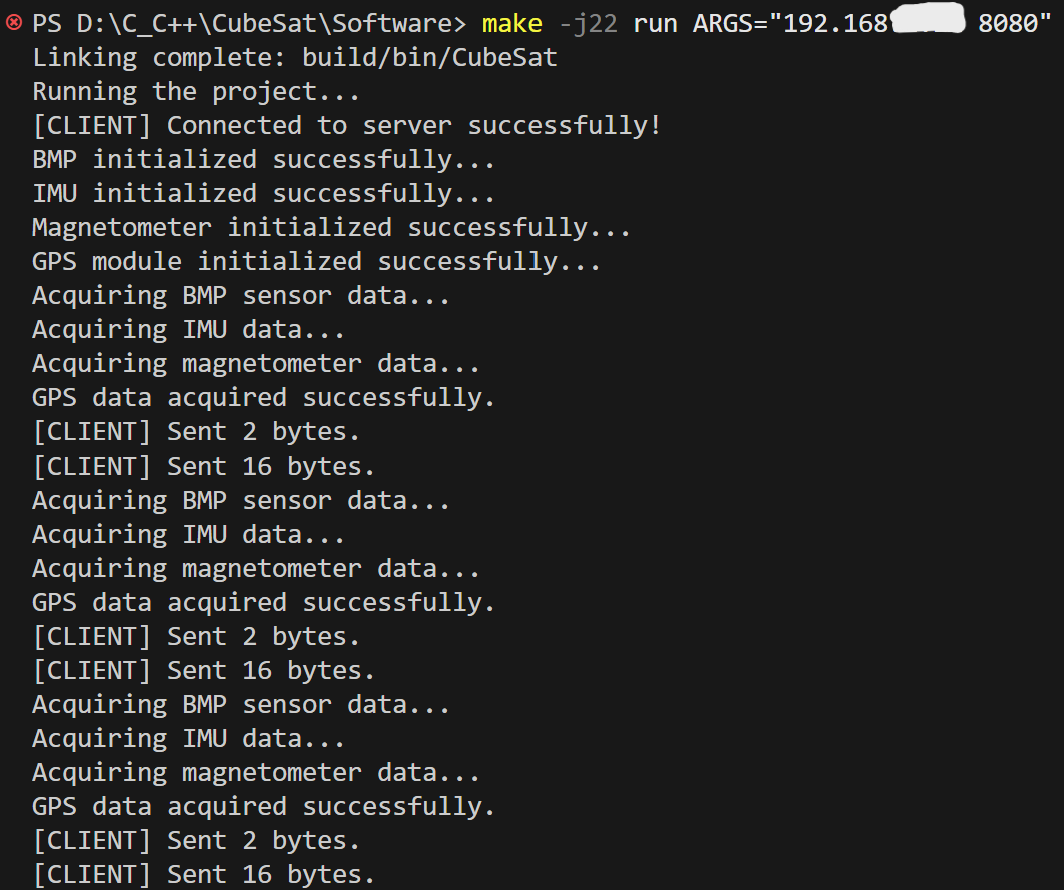 PS D:\C_C++\CubeSat\Software> make -j22 run ARGS="192.168 8080"
Linking complete: build/bin/CubeSat
Running the project...
[CLIENT] Connected to server successfully!
BMP initialized successfully...
IMU initialized successfully...
Magnetometer initialized successfully...
GPS module initialized successfully...
Acquiring BMP sensor data...
Acquiring IMU data...
Acquiring magnetometer data...
GPS data acquired successfully.
[CLIENT] Sent 2 bytes.
[CLIENT] Sent 16 bytes.
Acquiring BMP sensor data...
Acquiring IMU data...
Acquiring magnetometer data...
GPS data acquired successfully.
[CLIENT] Sent 2 bytes.
[CLIENT] Sent 16 bytes.
Acquiring BMP sensor data...
Acquiring IMU data...
Acquiring magnetometer data...
GPS data acquired successfully.
[CLIENT] Sent 2 bytes.
[CLIENT] Sent 16 bytes.